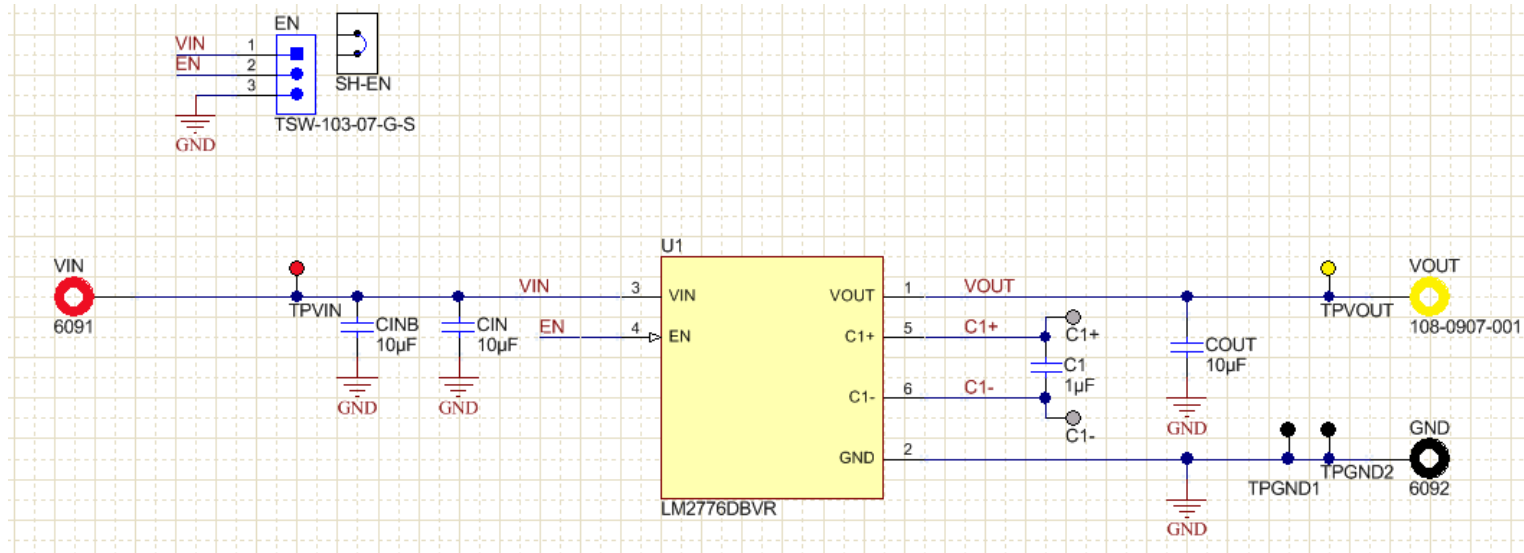 EN
VIN 1
EN 2
3
SH-EN
TSW-103-07-G-S
GND
U1
VIN
VOUT
VIN 3 VIN VOUT 1 VOUT
TPVIN
TPVOUT
6091
108-0907-001
CINB
10µF
CIN
10µF
EN 4 EN C1+ 5 C1+ C1+
COUT
10µF
C1
1µF
C1- 6 C1-
GND
GND
GND
GND
C1-
GND 2
TPGND1
TPGND2
6092
LM2776DBVR
GND